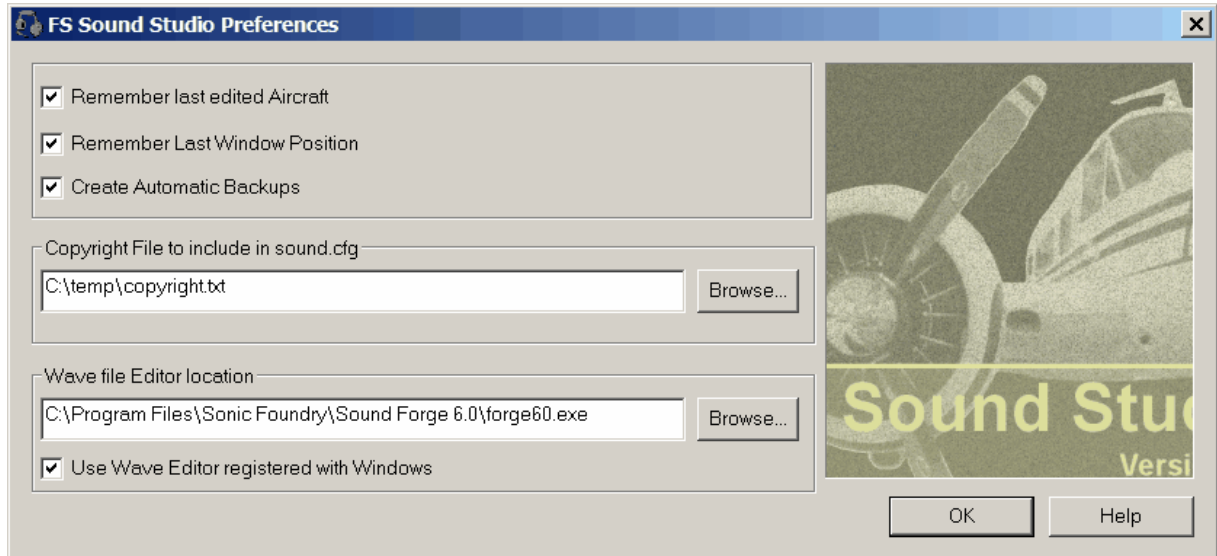 FS Sound Studio Preferences
Remember last edited Aircraft
Remember Last Window Position
Create Automatic Backups
Copyright File to include in sound.cfg
C:\temp\copyright.txt
Browse...
Wave file Editor location
C:\Program Files\Sonic Foundry\Sound Forge 6.0\forge60.exe
Browse...
Use Wave Editor registered with Windows
Sound Stu
Versi
OK
Help